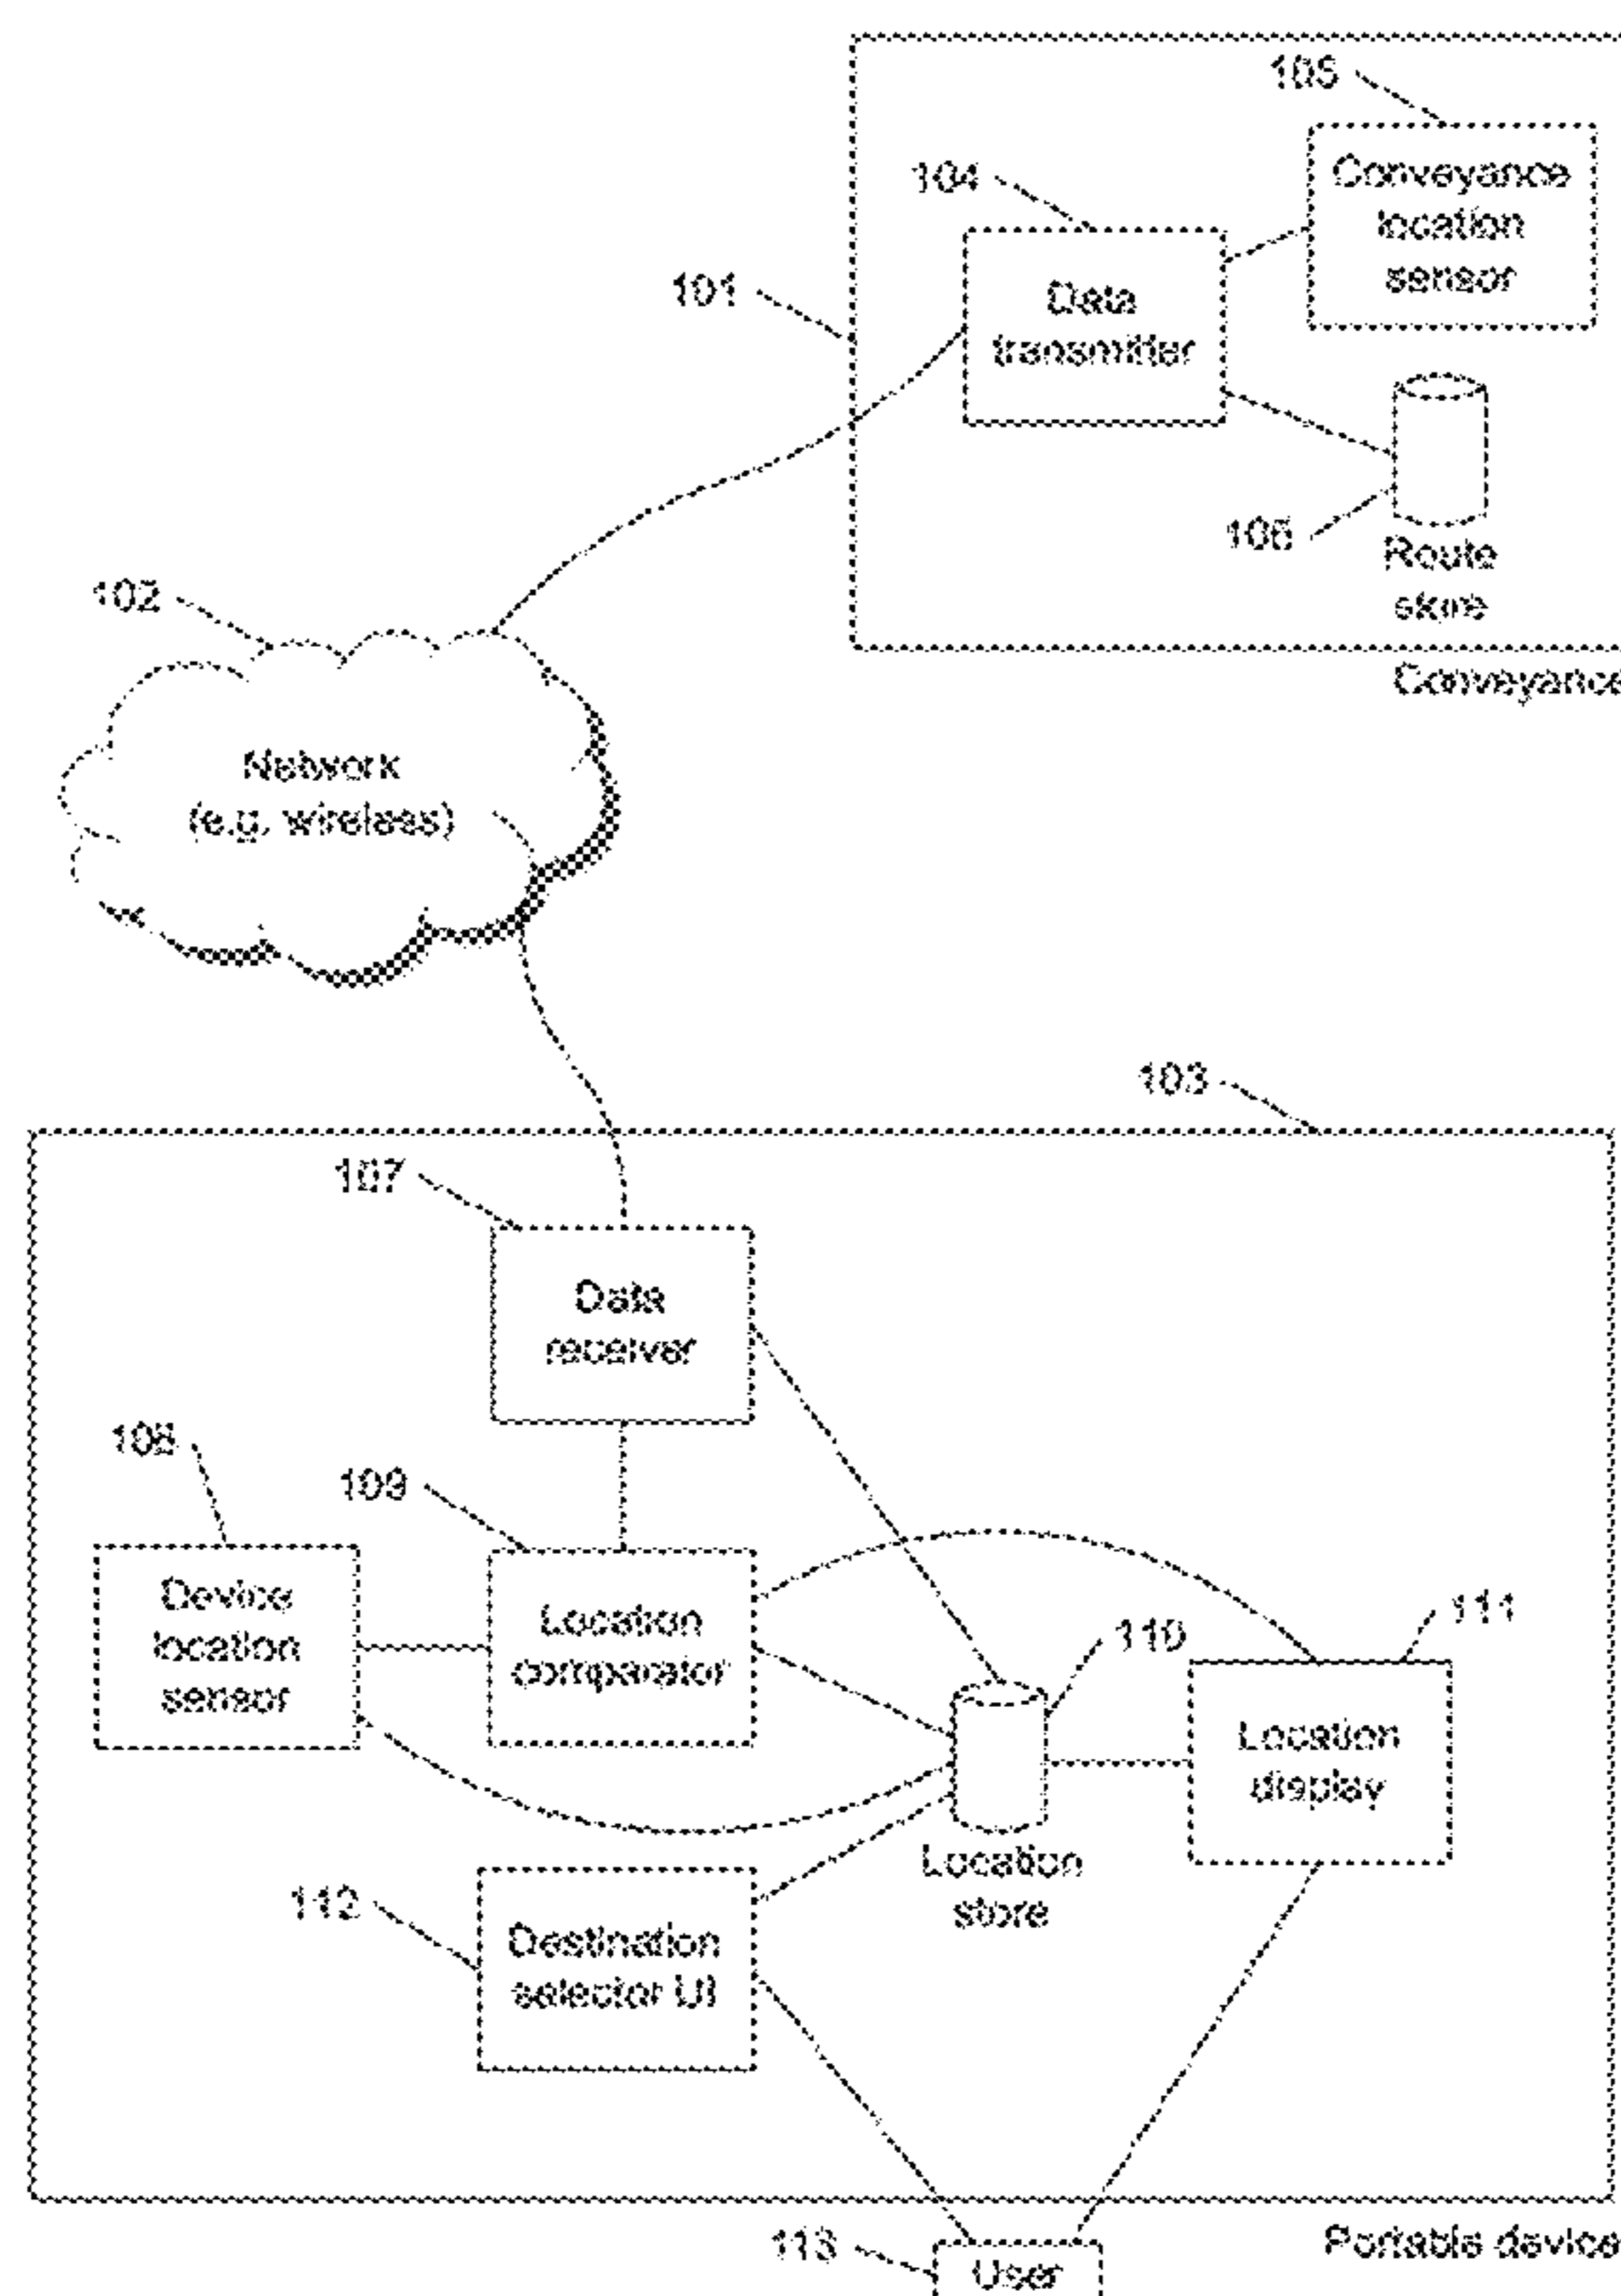 105
Conveyance
location
sensor
104
Data
transmitter
101
106
Route
store
Conveyance
102
Network
(e.g. wireless)
103
107
Data
receiver
108
109
Device
location
sensor
Location
comparator
110
111
Location
display
Location
store
112
Destination
selector UI
Portable device
113
User